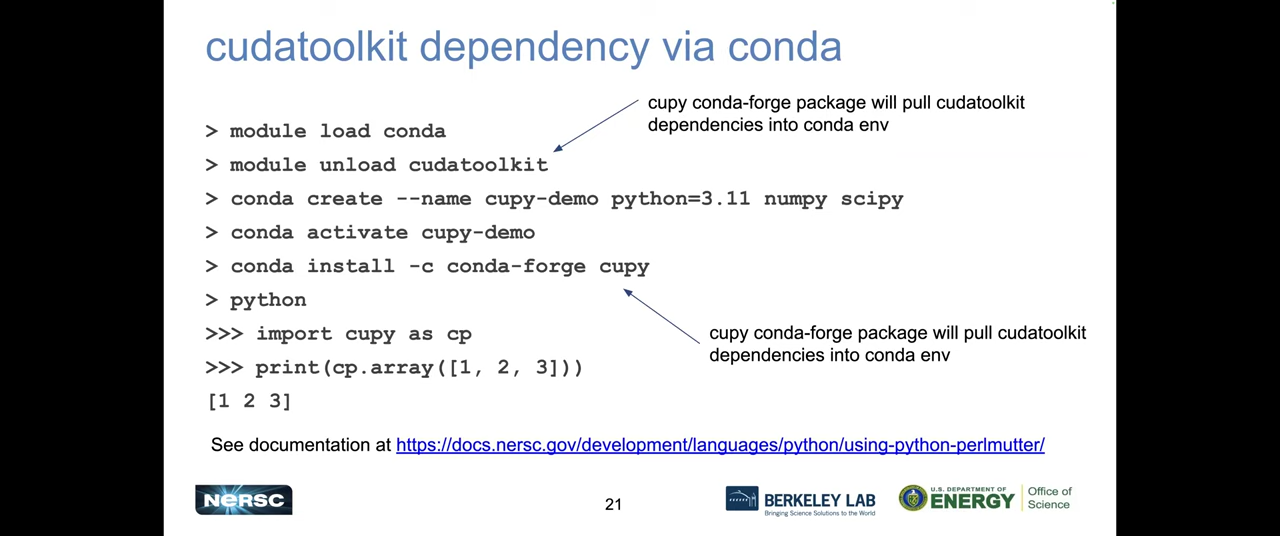 cudatoolkit dependency via conda
cupy conda-forge package will pull cudatoolkit
dependencies into conda env
> module load conda
> module unload cudatoolkit
> conda create --name cupy-demo python=3.11 numpy scipy
> conda activate cupy-demo
> conda install -c conda-forge cupy
> python
>>> import cupy as cp
cupy conda-forge package will pull cudatoolkit
dependencies into conda env
>>> print(cp.array([1, 2, 3]))
[1 2 3]
See documentation at https://docs.nersc.gov/development/languages/python/using-python-perlmutter/
NERSC
21
BERKELEY LAB
Bringing Science Solutions to the World
U.S. DEPARTMENT OF
ENERGY
Office of
Science